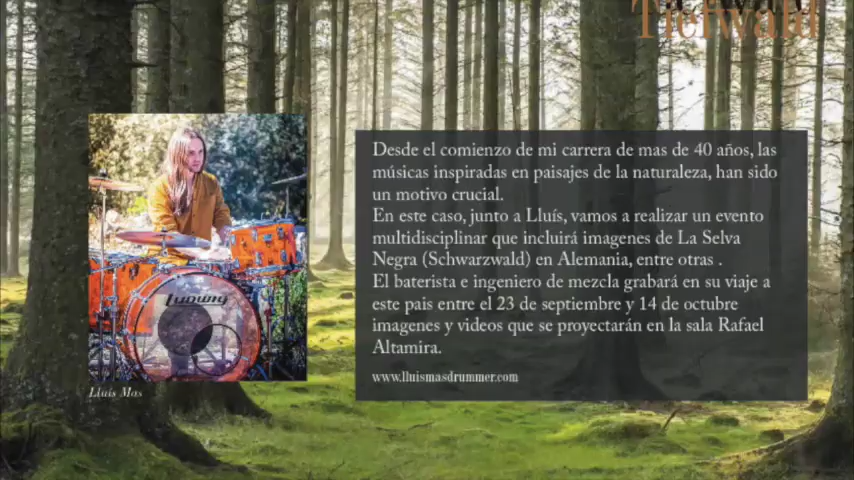 Tiefwald
Desde el comienzo de mi carrera de mas de 40 años, las
músicas inspiradas en paisajes de la naturaleza, han sido
un motivo crucial.
En este caso, junto a Lluís, vamos a realizar un evento
multidisciplinar que incluirá imagenes de La Selva
Negra (Schwarzwald) en Alemania, entre otras .
El baterista e ingeniero de mezcla grabará en su viaje a
este pais entre el 23 de septiembre y 14 de octubre
imagenes y videos que se proyectarán en la sala Rafael
Altamira.
www.lluismasdrummer.com
Ludwig
Lluís Mas